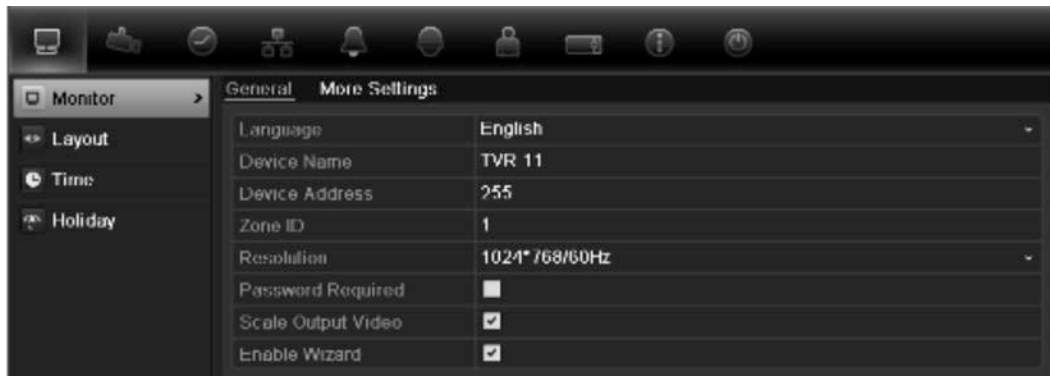 Monitor
Layout
Time
Holiday
General More Settings
Language English
Device Name TVR 11
Device Address 255
Zone ID 1
Resolution 1024*768/60Hz
Password Required
Scale Output Video
Enable Wizard